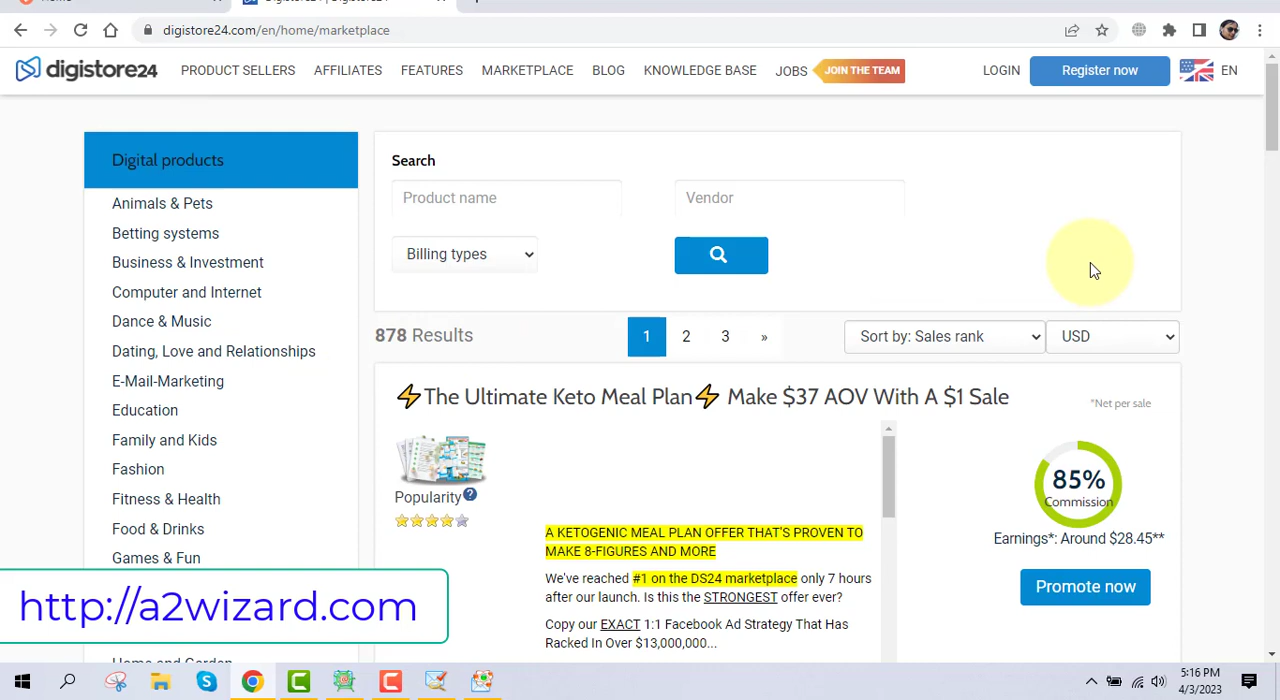 digistore24.com/en/home/marketplace
digistore24 PRODUCT SELLERS AFFILIATES FEATURES MARKETPLACE BLOG KNOWLEDGE BASE JOBS JOIN THE TEAM LOGIN Register now EN
Digital products
Animals & Pets
Betting systems
Business & Investment
Computer and Internet
Dance & Music
Dating, Love and Relationships
E-Mail-Marketing
Education
Family and Kids
Fashion
Fitness & Health
Food & Drinks
Games & Fun
Search
Product name Vendor
Billing types
878 Results 1 2 3 » Sort by: Sales rank USD
⚡The Ultimate Keto Meal Plan⚡ Make $37 AOV With A $1 Sale
*Net per sale
Popularity ?
85%
Commission
Earnings*: Around $28.45**
Promote now
A KETOGENIC MEAL PLAN OFFER THAT'S PROVEN TO
MAKE 8-FIGURES AND MORE
We've reached #1 on the DS24 marketplace only 7 hours
after our launch. Is this the STRONGEST offer ever?
Copy our EXACT 1:1 Facebook Ad Strategy That Has
Racked In Over $13,000,000...
http://a2wizard.com
5:16 PM
4/3/2023